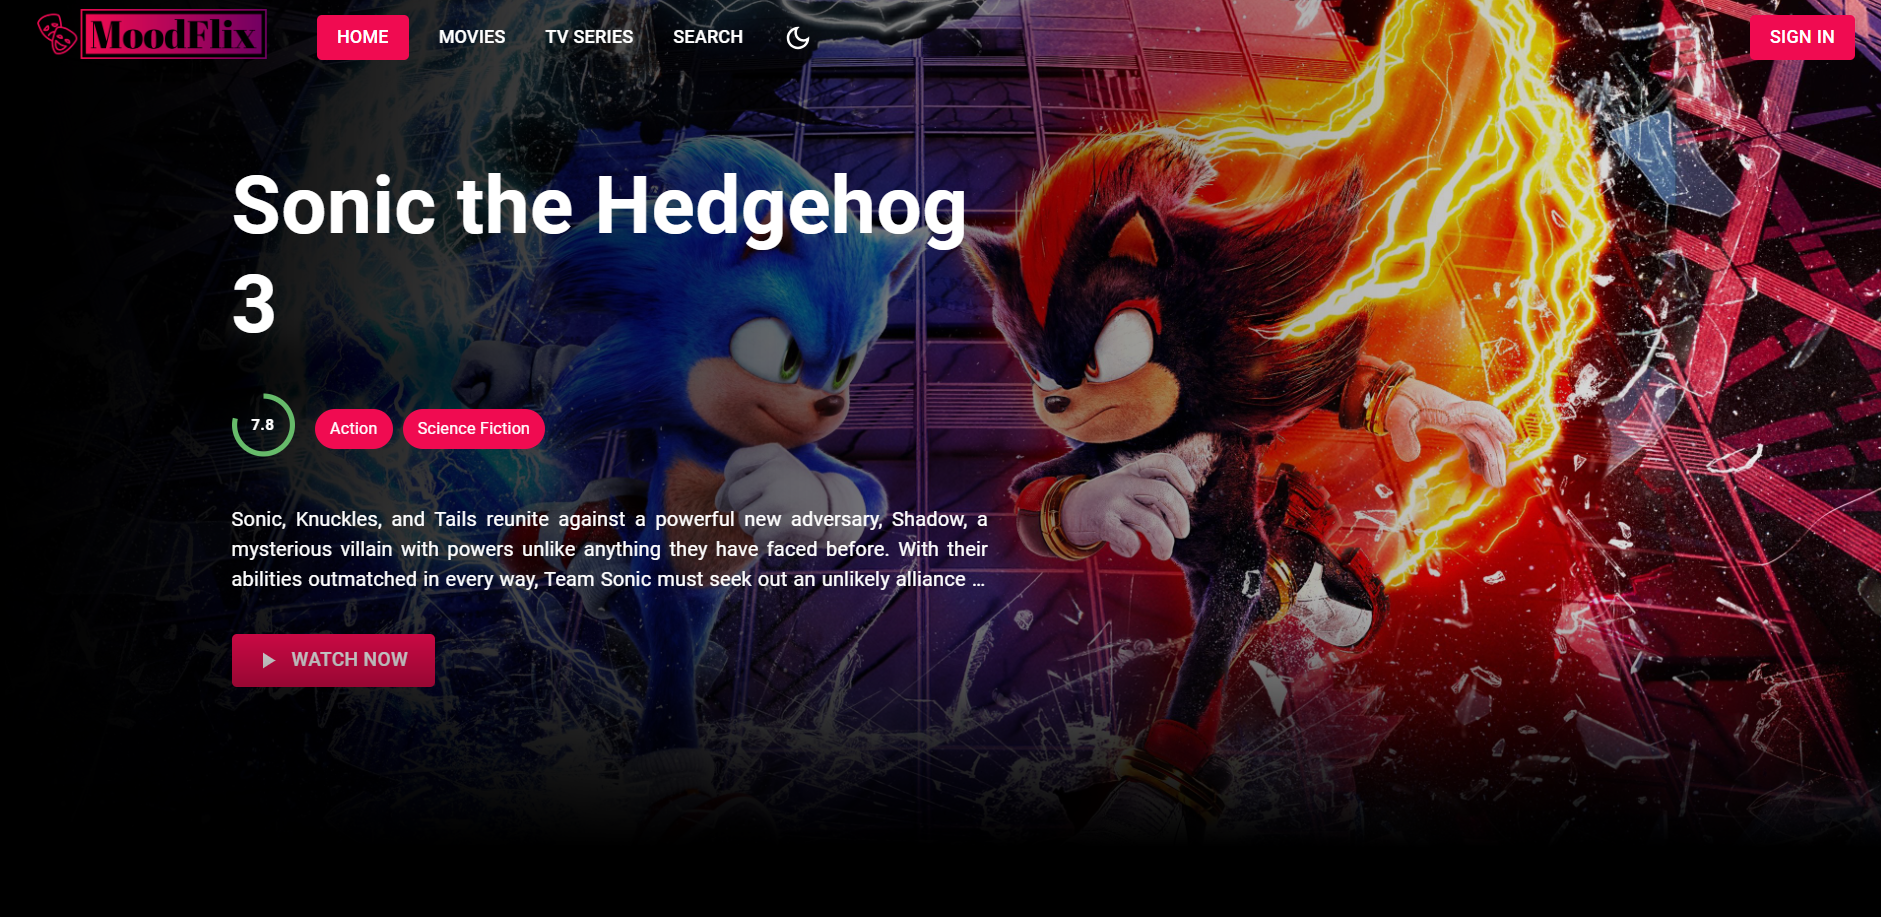 MoodFlix
HOME
MOVIES
TV SERIES
SEARCH
SIGN IN
Sonic the Hedgehog
3
7.8
Action
Science Fiction
Sonic, Knuckles, and Tails reunite against a powerful new adversary, Shadow, a
mysterious villain with powers unlike anything they have faced before. With their
abilities outmatched in every way, Team Sonic must seek out an unlikely alliance ...
WATCH NOW